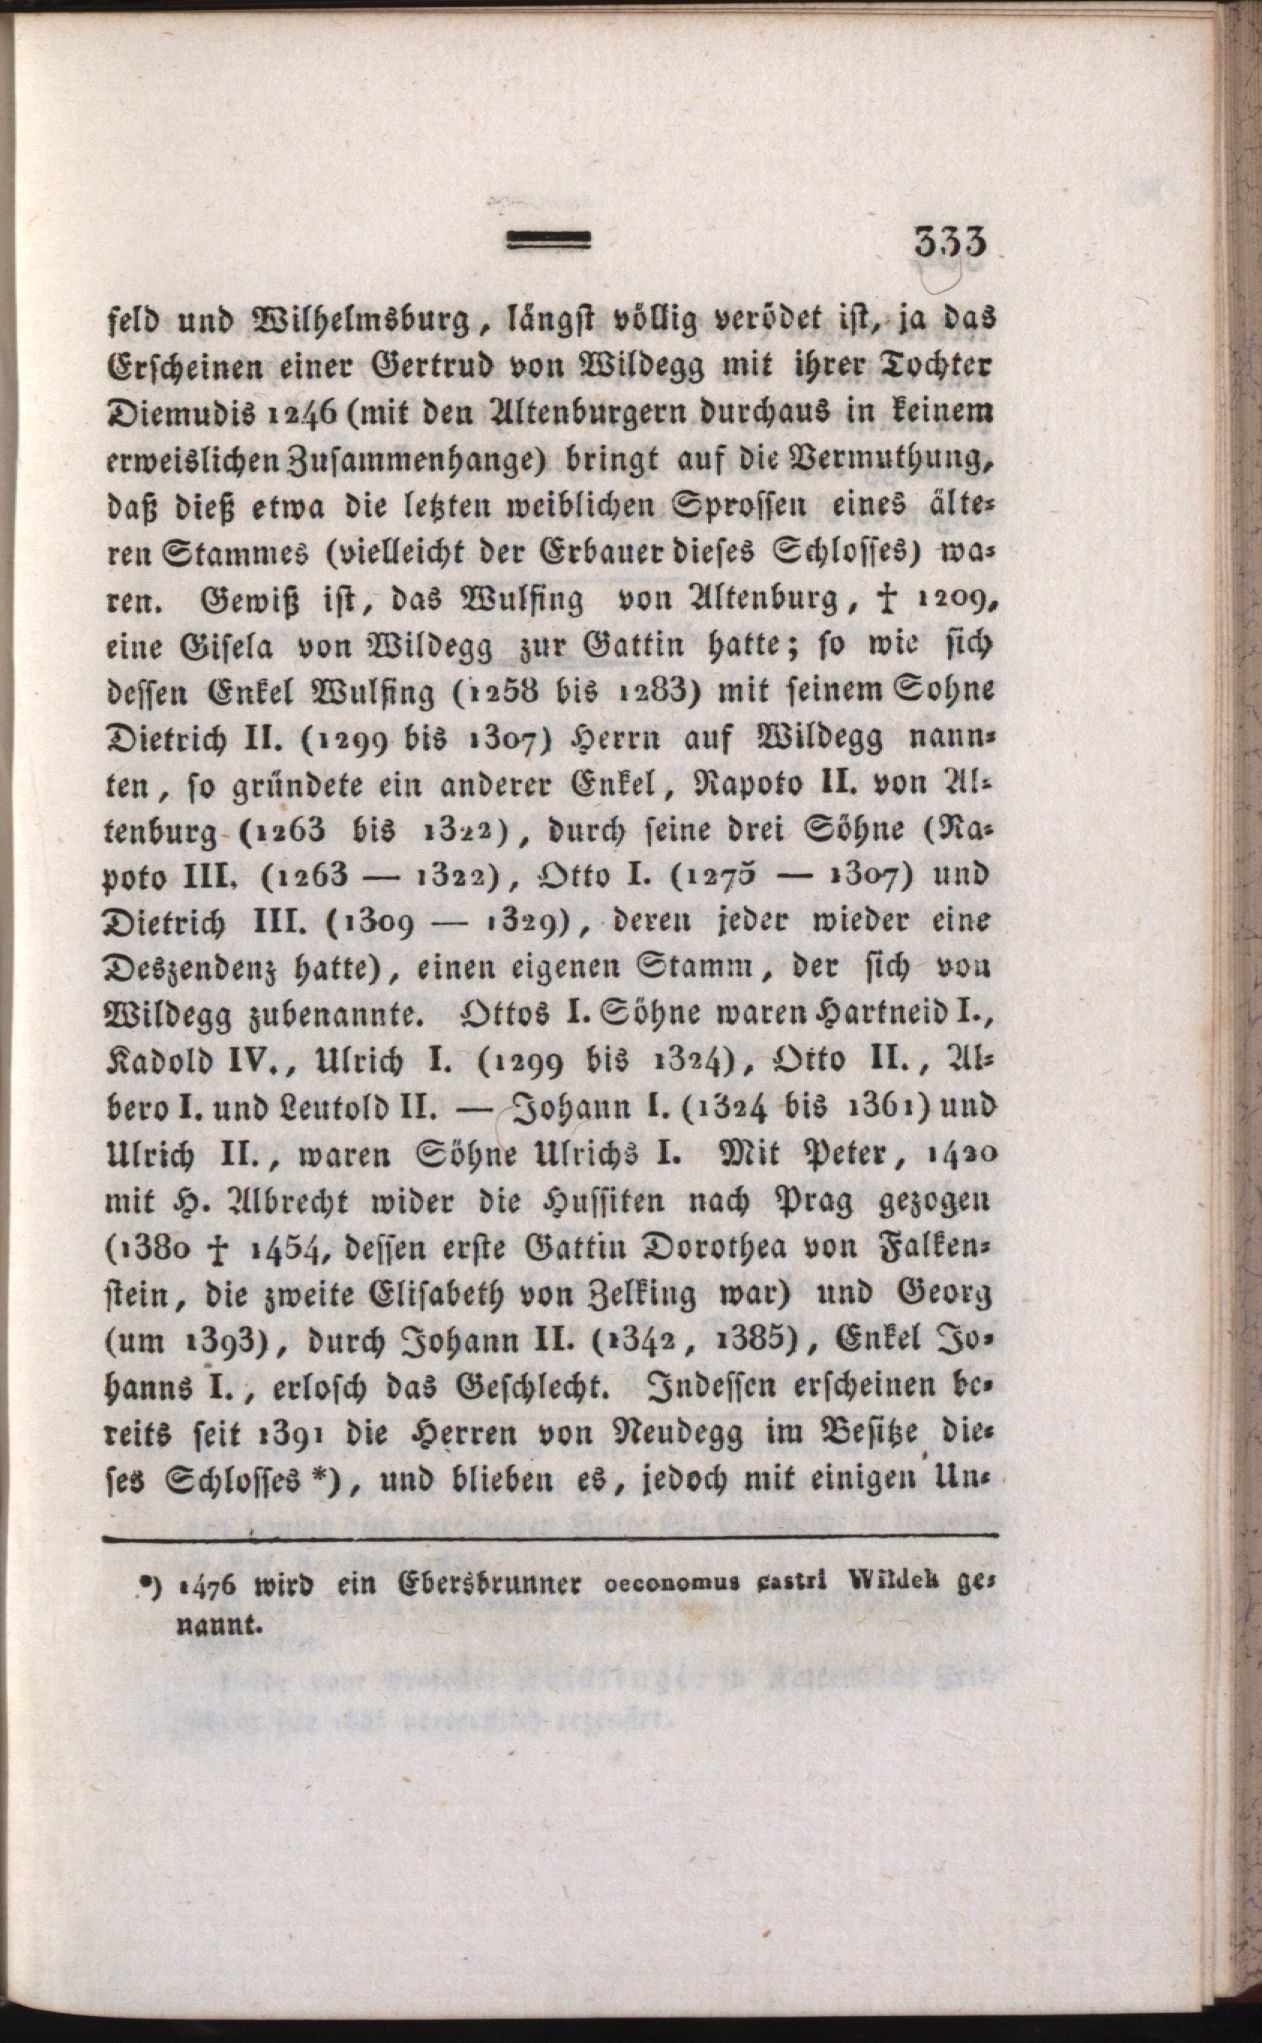 333
feld und Wilhelmsburg, längst völlig verödet ist, ja das
Erscheinen einer Gertrud von Wildegg mit ihrer Tochter
Diemudis 1246 (mit den Altenburgern durchaus in keinem
erweislichen Zusammenhange) bringt auf die Vermuthung,
daß dieß etwa die letzten weiblichen Sprossen eines älte-
ren Stammes (vielleicht der Erbauer dieses Schlosses) wa-
ren. Gewiß ist, das Wulfing von Altenburg, † 1209,
eine Gisela von Wildegg zur Gattin hatte; so wie sich
dessen Enkel Wulfing (1258 bis 1283) mit seinem Sohne
Dietrich II. (1299 bis 1307) Herrn auf Wildegg nann-
ten, so gründete ein anderer Enkel, Rapoto II. von Al-
tenburg (1263 bis 1322), durch seine drei Söhne (Ra-
poto III. (1263 — 1322), Otto I. (1275 — 1307) und
Dietrich III. (1309 — 1329), deren jeder wieder eine
Deszendenz hatte), einen eigenen Stamm, der sich von
Wildegg zubenannte. Ottos I. Söhne waren Hartneid I.,
Kadold IV., Ulrich I. (1299 bis 1324), Otto II., Al-
bero I. und Leutold II. — Johann I. (1324 bis 1361) und
Ulrich II., waren Söhne Ulrichs I. Mit Peter, 1420
mit H. Albrecht wider die Hussiten nach Prag gezogen
(1380 † 1454, dessen erste Gattin Dorothea von Falken-
stein, die zweite Elisabeth von Zelking war) und Georg
(um 1393), durch Johann II. (1342, 1385), Enkel Jo-
hanns I., erlosch das Geschlecht. Indessen erscheinen be-
reits seit 1391 die Herren von Neudegg im Besitze die-
ses Schlosses *), und blieben es, jedoch mit einigen Un-
*) 1476 wird ein Ebersbrunner oeconomus castri Wildek ge-
nannt.